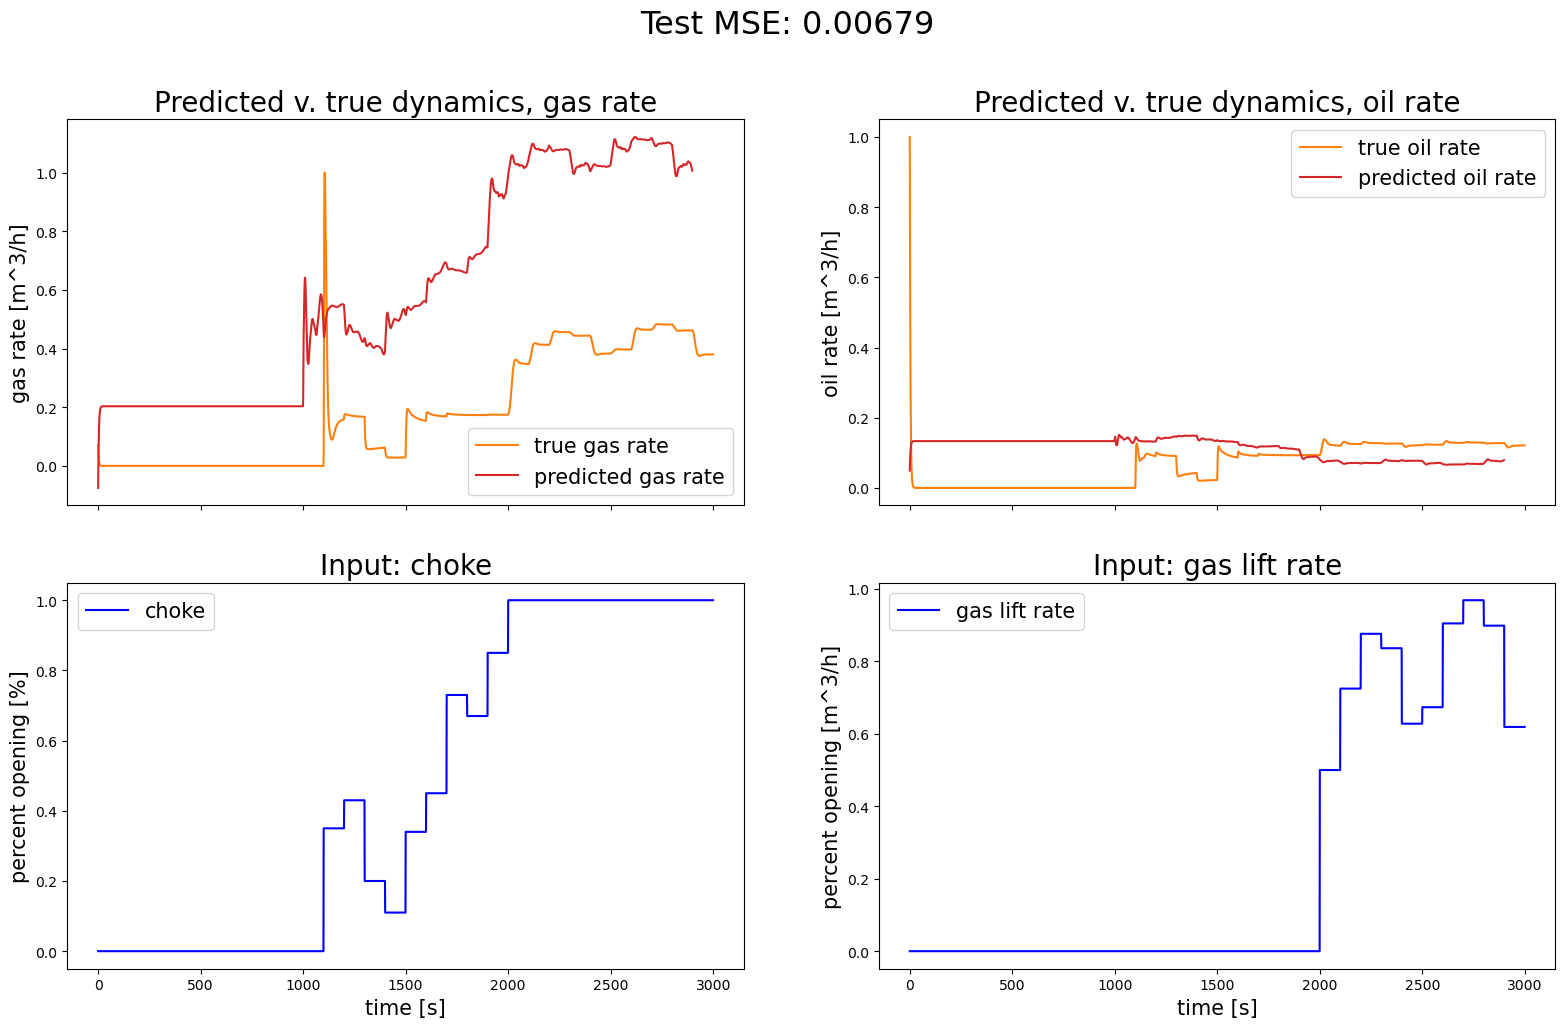 Test MSE: 0.00679
Predicted v. true dynamics, gas rate
gas rate [m^3/h]
1.0
0.8
0.6
0.4
0.2
0.0
true gas rate
predicted gas rate
Predicted v. true dynamics, oil rate
oil rate [m^3/h]
1.0
0.8
0.6
0.4
0.2
0.0
true oil rate
predicted oil rate
Input: choke
percent opening [%]
1.0
0.8
0.6
0.4
0.2
0.0
choke
0 500 1000 1500 2000 2500 3000
time [s]
Input: gas lift rate
percent opening [m^3/h]
1.0
0.8
0.6
0.4
0.2
0.0
gas lift rate
0 500 1000 1500 2000 2500 3000
time [s]